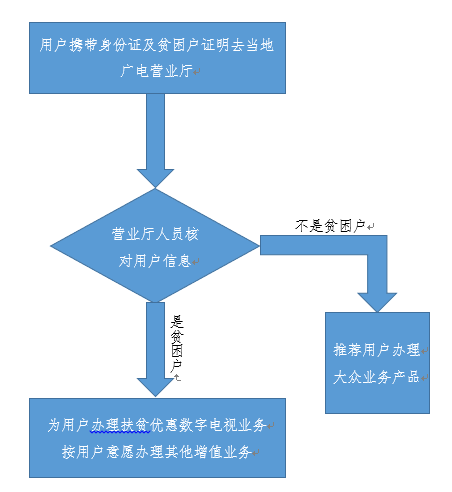 用户携带身份证及贫困户证明去当地
广电营业厅
营业厅人员核
对用户信息
不是贫困户
是贫困户
推荐用户办理
大众业务产品
为用户办理扶贫优惠数字电视业务
按用户意愿办理其他增值业务